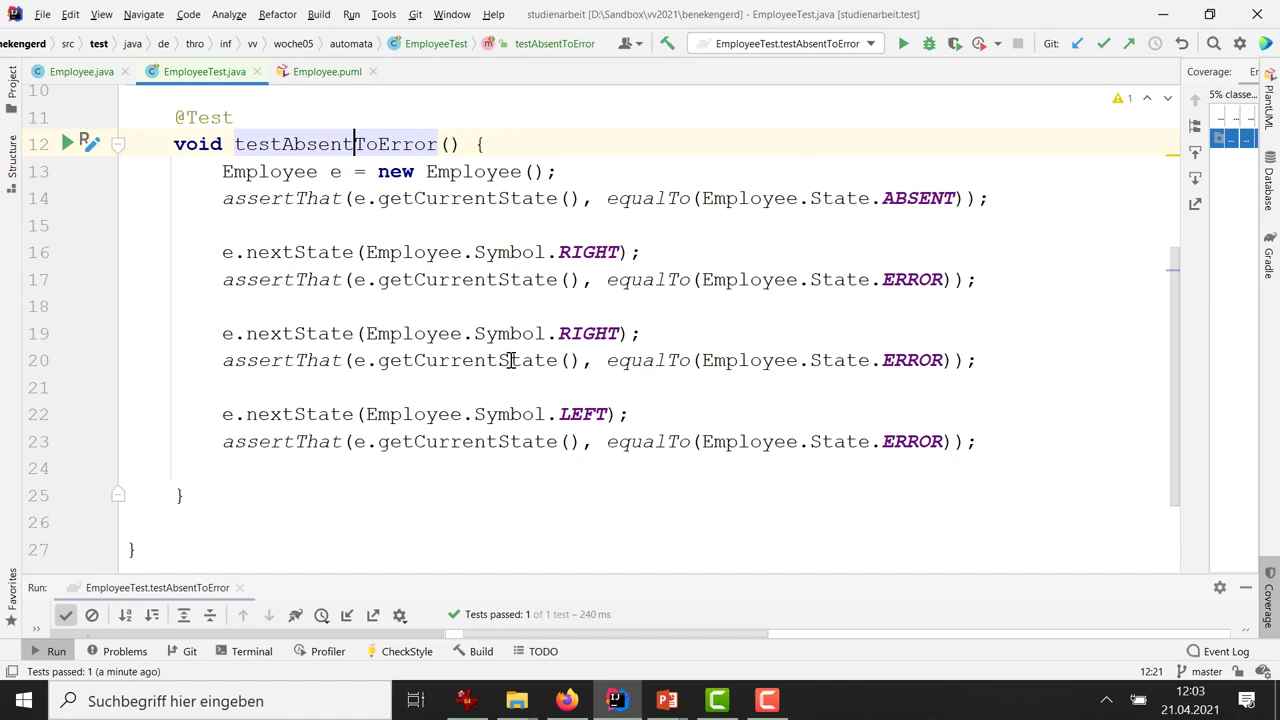 File Edit View Navigate Code Analyze Refactor Build Run Tools Git Window Help studienarbeit [D:\Sandbox\vv2021\benekengerd] - EmployeeTest.java [studienarbeit.test]
benekengerd src test java de thro inf vv woche05 automata EmployeeTest testAbsentToError EmployeeTest.testAbsentToError Git:
Employee.java EmployeeTest.java Employee.puml Coverage:
5% classe...
1
10
11 @Test
12 void testAbsentToError() {
13 Employee e = new Employee();
14 assertThat(e.getCurrentState(), equalTo(Employee.State.ABSENT));
15
16 e.nextState(Employee.Symbol.RIGHT);
17 assertThat(e.getCurrentState(), equalTo(Employee.State.ERROR));
18
19 e.nextState(Employee.Symbol.RIGHT);
20 assertThat(e.getCurrentState(), equalTo(Employee.State.ERROR));
21
22 e.nextState(Employee.Symbol.LEFT);
23 assertThat(e.getCurrentState(), equalTo(Employee.State.ERROR));
24
25 }
26
27 }
Project
Structure
Favorites
PlantUML
Database
Gradle
Coverage
Run: EmployeeTest.testAbsentToError
Tests passed: 1 of 1 test – 240 ms
Run Problems Git Terminal Profiler CheckStyle Build TODO Event Log
Tests passed: 1 (a minute ago) 12:21 master
Suchbegriff hier eingeben 12:03
21.04.2021